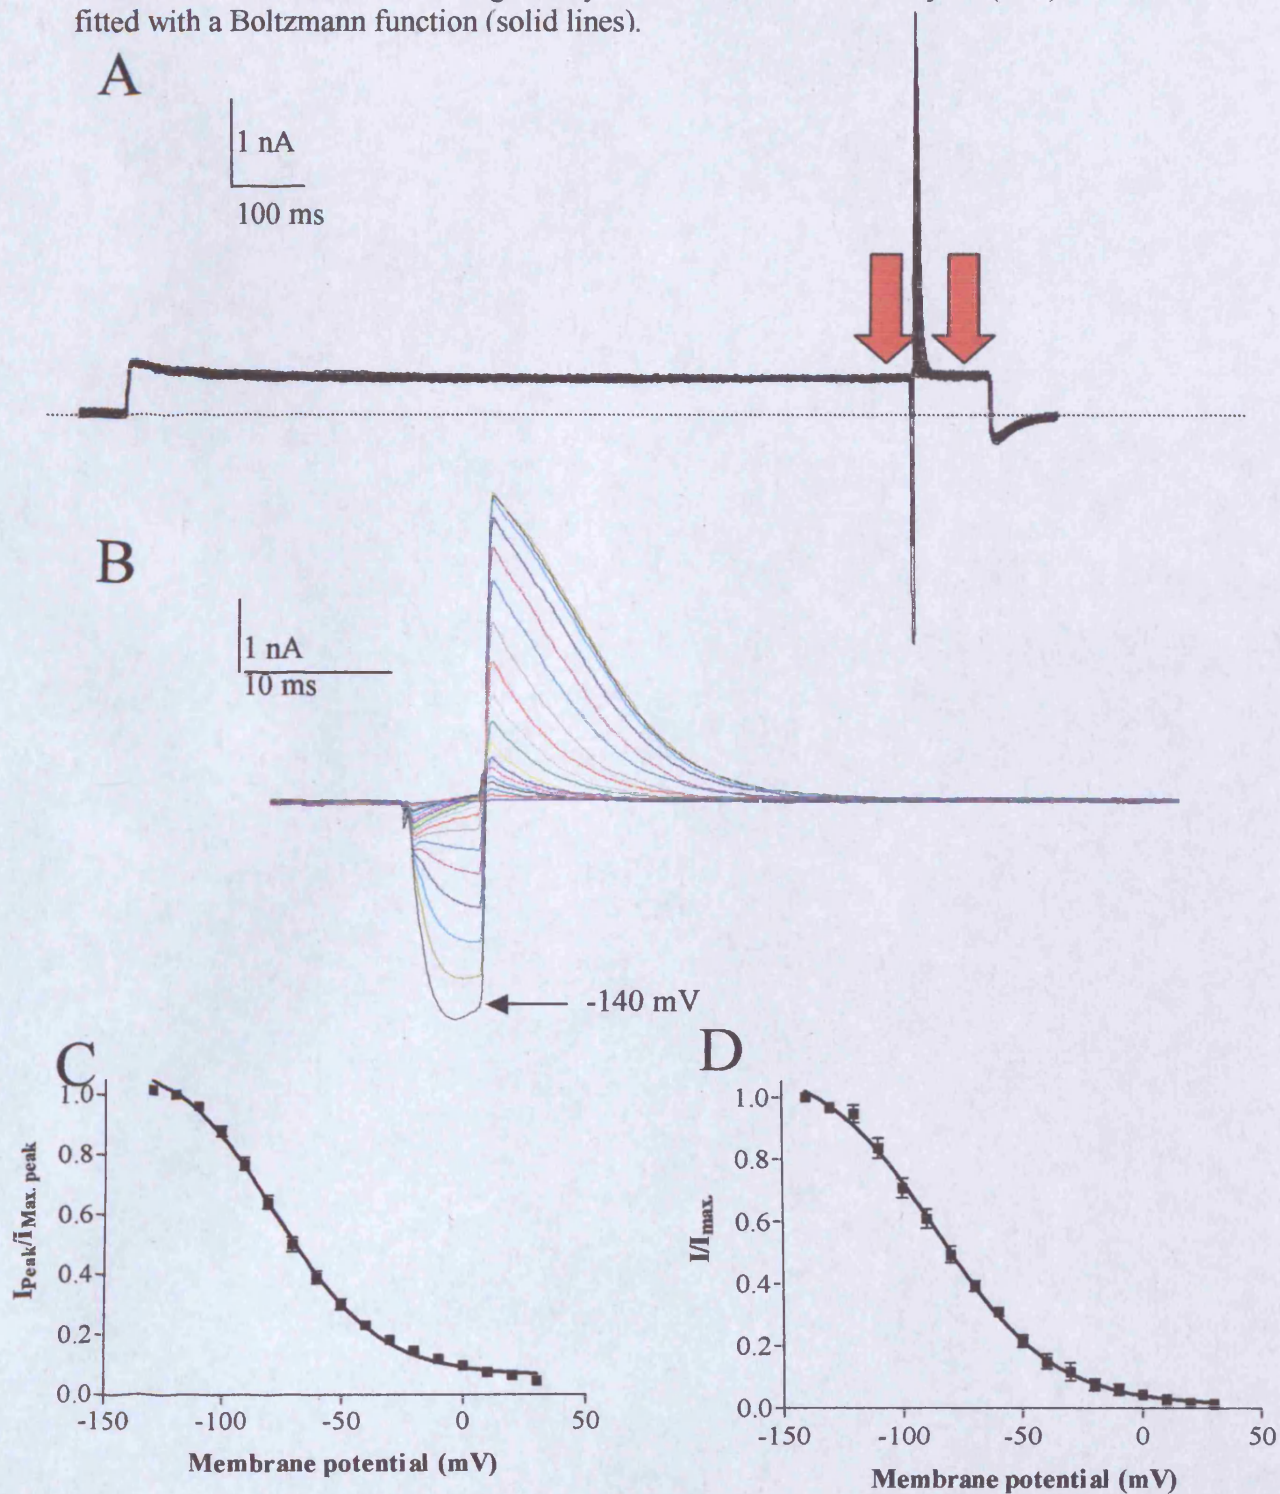 fitted with a Boltzmann function (solid lines).
A
1 nA
100 ms
B
1 nA
10 ms
-140 mV
C
1.0
0.8
0.6
0.4
0.2
0.0
-150
-100
-50
0
50
I_Peak/I_Max. peak
Membrane potential (mV)
D
1.0
0.8
0.6
0.4
0.2
0.0
-150
-100
-50
0
50
I/I_max.
Membrane potential (mV)